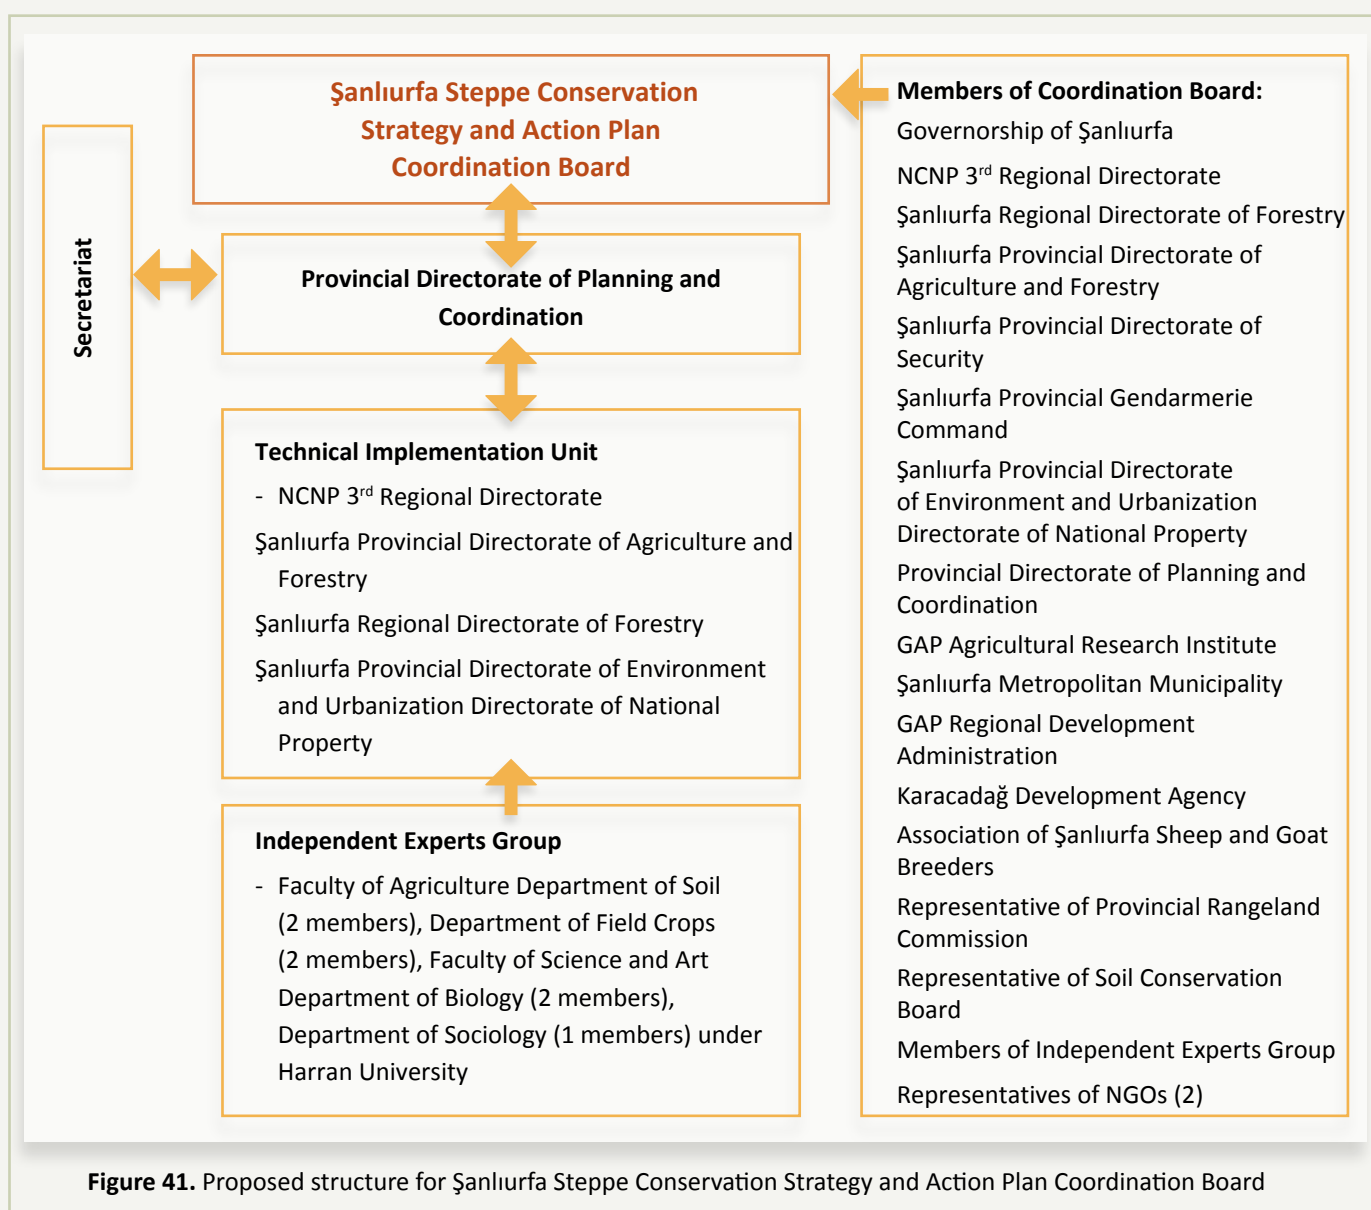 Şanlıurfa Steppe Conservation
Strategy and Action Plan
Coordination Board
Secretariat
Provincial Directorate of Planning and
Coordination
Technical Implementation Unit
- NCNP 3rd Regional Directorate
Şanlıurfa Provincial Directorate of Agriculture and
Forestry
Şanlıurfa Regional Directorate of Forestry
Şanlıurfa Provincial Directorate of Environment
and Urbanization Directorate of National
Property
Independent Experts Group
- Faculty of Agriculture Department of Soil
(2 members), Department of Field Crops
(2 members), Faculty of Science and Art
Department of Biology (2 members),
Department of Sociology (1 members) under
Harran University
Members of Coordination Board:
Governorship of Şanlıurfa
NCNP 3rd Regional Directorate
Şanlıurfa Regional Directorate of Forestry
Şanlıurfa Provincial Directorate of
Agriculture and Forestry
Şanlıurfa Provincial Directorate of
Security
Şanlıurfa Provincial Gendarmerie
Command
Şanlıurfa Provincial Directorate
of Environment and Urbanization
Directorate of National Property
Provincial Directorate of Planning and
Coordination
GAP Agricultural Research Institute
Şanlıurfa Metropolitan Municipality
GAP Regional Development
Administration
Karacadağ Development Agency
Association of Şanlıurfa Sheep and Goat
Breeders
Representative of Provincial Rangeland
Commission
Representative of Soil Conservation
Board
Members of Independent Experts Group
Representatives of NGOs (2)
Figure 41. Proposed structure for Şanlıurfa Steppe Conservation Strategy and Action Plan Coordination Board